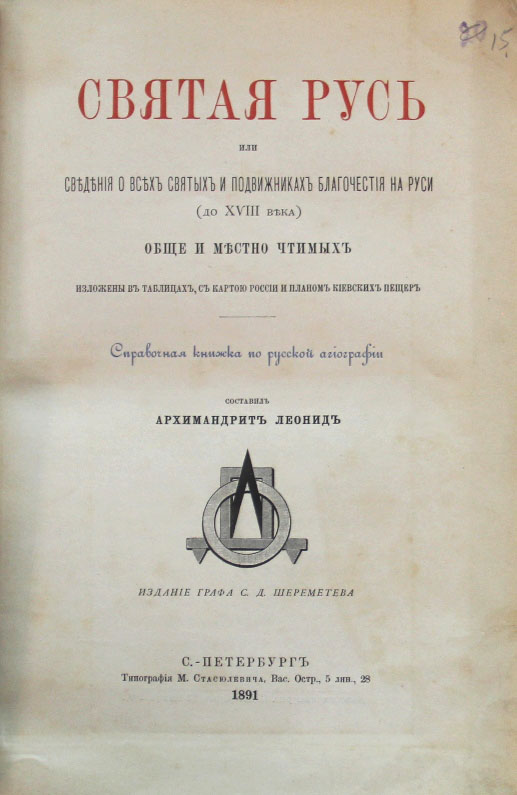 15.
СВЯТАЯ РУСЬ
или
СВѢДѢНІЯ О ВСѢХЪ СВЯТЫХЪ И ПОДВИЖНИКАХЪ БЛАГОЧЕСТІЯ НА РУСИ
(до XVIII вѣка)
ОБЩЕ И МѢСТНО ЧТИМЫХЪ
ИЗЛОЖЕНЫ ВЪ ТАБЛИЦАХЪ, СЪ КАРТОЮ РОССІИ И ПЛАНОМЪ КІЕВСКИХЪ ПЕЩЕРЪ
Справочная книжка по русской агіографіи
СОСТАВИЛЪ
АРХИМАНДРИТЪ ЛЕОНИДЪ
ИЗДАНІЕ ГРАФА С. Д. ШЕРЕМЕТЕВА
С.-ПЕТЕРБУРГЪ
Типографія М. Стасюлевича, Вас. Остр., 5 лин., 28
1891